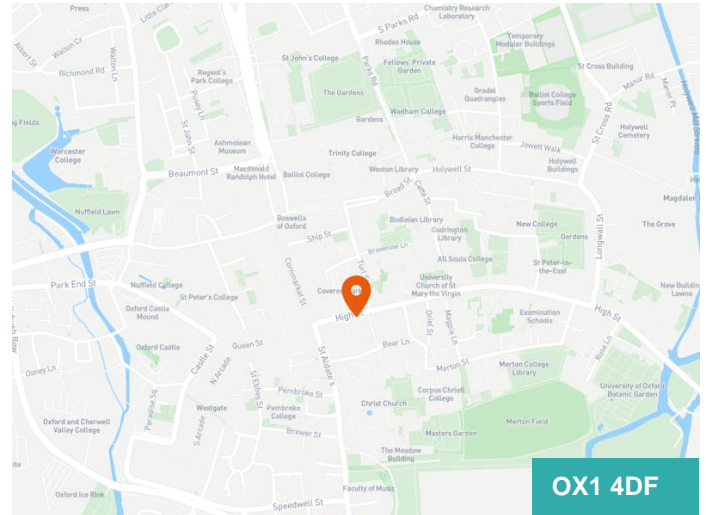 Press
Little Cla
Chemistry Research
Laboratory
S Parks Rd
Rhodes House
Temporary
Modular Buildings
Walton Cr
Walton Ln
Albert St
Richmond Rd
St John's College
Fellows' Private
Garden
St Cross Building
Manor Rd
Manor Pl
Regent's
Park College
Pusey Ln
Parks Rd
The Gardens
Gradel
Quadrangles
Balliol College
Sports Field
St Cross Rd
Holywell Mill Stream
Wadham College
Gardens
ng Fields
St John St
Holywell
Cemetery
Ashmolean
Museum
Harris Manchester
College
Jowett Walk
Worcester
College
Trinity College
Holywell
Buildings
Beaumont St
Macdonald
Randolph Hotel
Balliol College
Weston Library
Holywell St
Broad St
Catte St
Magdalen
Nuffield Lawn
Boswells
of Oxford
Bodleian Library
New College
The Grove
Codrington
Library
Gardens
Longwall St
Ship St
Brasenose Ln
Turl
All Souls College
Cornmarket St
St Peter-in-
the-East
Park End St
Nuffield College
St Peter's College
Covered
University
Church of St
Mary the Virgin
New Building
Lawns
Oxford Castle
Mound
High
Oriel St
Magpie Ln
Examination
Schools
High St
Oxford Castle
Castle St
Queen St
St Aldate's
Bear Ln
Rose Ln
N Arcade
Merton St
Merton College
Library
Osney Ln
St Ebbes St
Pembroke St
Corpus Christi
College
University of Oxford
Botanic Garden
Paradise Sq
Westgate
Pembroke
College
Christ Church
Merton Field
Oxford and Cherwell
Valley College
S Arcade
Brewer St
Masters Garden
The Meadow
Building
Oxford Ice Rink
Faculty of Music
Speedwell St
OX1 4DF